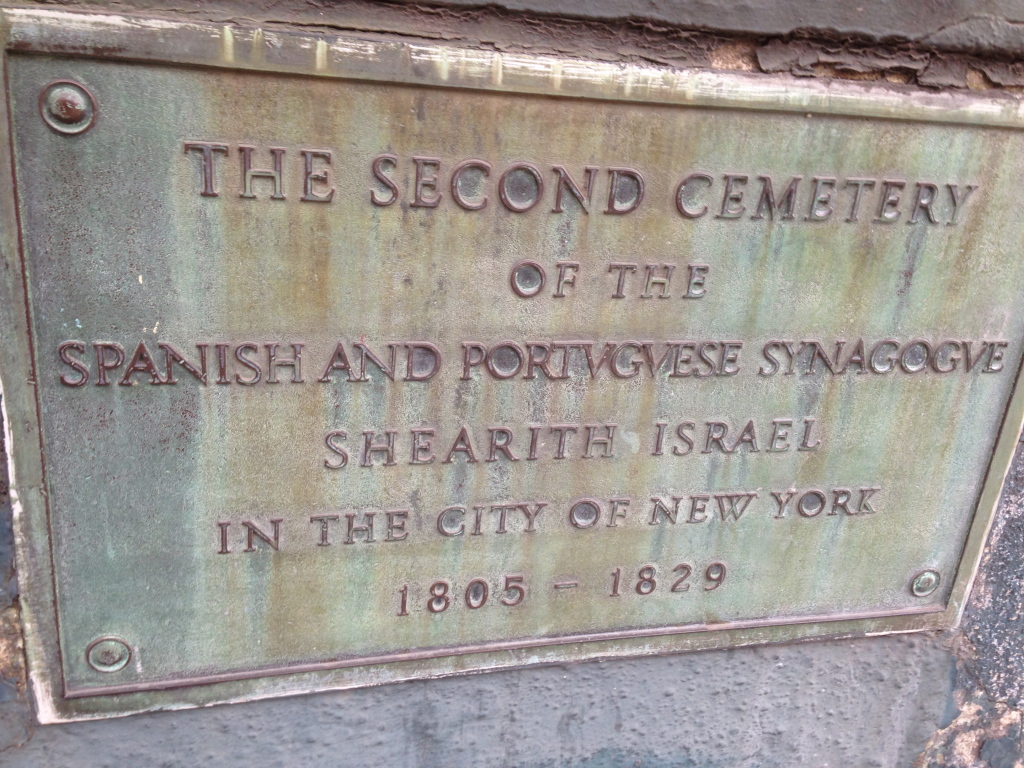 THE SECOND CEMETERY
OF THE
SPANISH AND PORTVGVESE SYNAGOGVE
SHEARITH ISRAEL
IN THE CITY OF NEW YORK
1805 - 1829